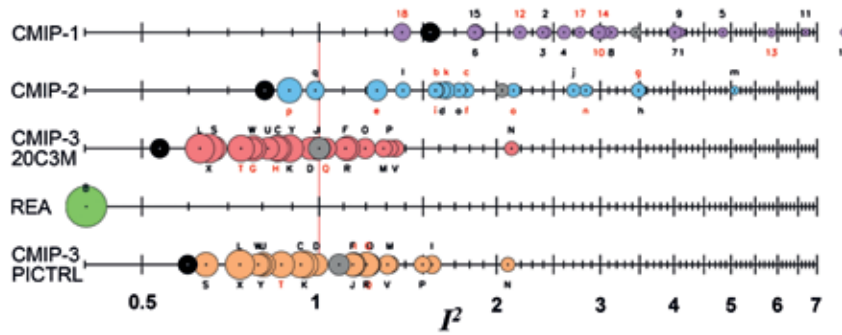 18 15 12 2 17 14 9 5 11
CMIP-1
6 3 4 10 8 7 1 13 1
q l b k c j g m
CMIP-2
p e i d o f a n h
L S W U C Y J F O P N
CMIP-3
20C3M
X T G H K D Q R M V
REA
L W U C D F O M I
CMIP-3
PICTRL
S X Y T K J R Q V P N
0.5 1 2 3 4 5 6 7
I²